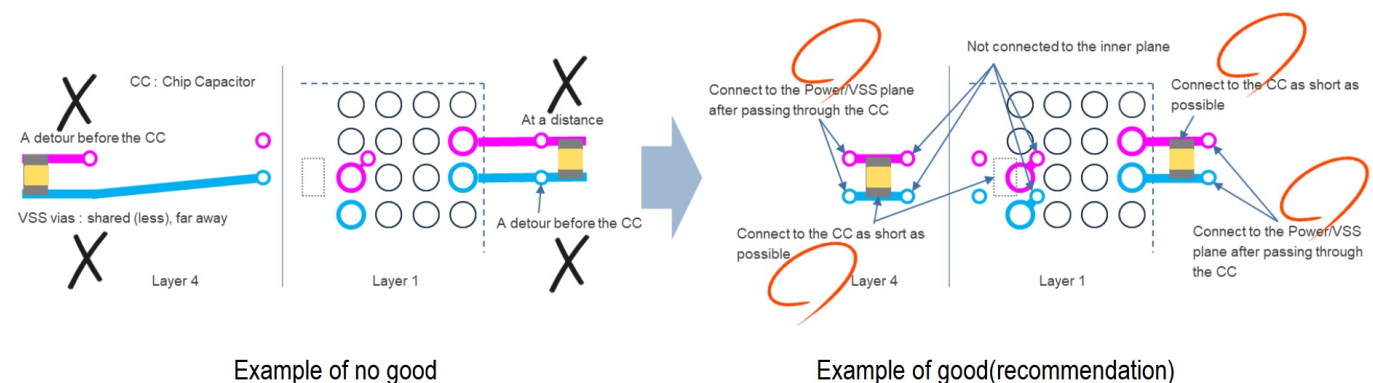 CC : Chip Capacitor
A detour before the CC
VSS vias : shared (less), far away
Layer 4
At a distance
A detour before the CC
Layer 1
Example of no good
Not connected to the inner plane
Connect to the Power/VSS plane
after passing through the CC
Connect to the CC as short as
possible
Layer 4
Connect to the CC as short as
possible
Connect to the Power/VSS
plane after passing through
the CC
Layer 1
Example of good(recommendation)